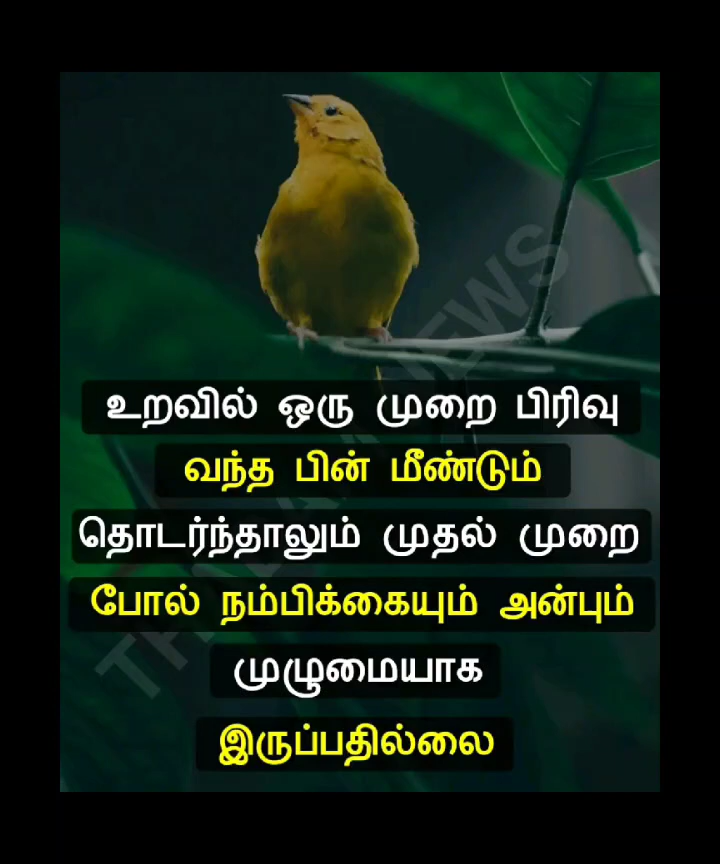 உறவில் ஒரு முறை பிரிவு
வந்த பின் மீண்டும்
தொடர்ந்தாலும் முதல் முறை
போல் நம்பிக்கையும் அன்பும்
முழுமையாக
இருப்பதில்லை